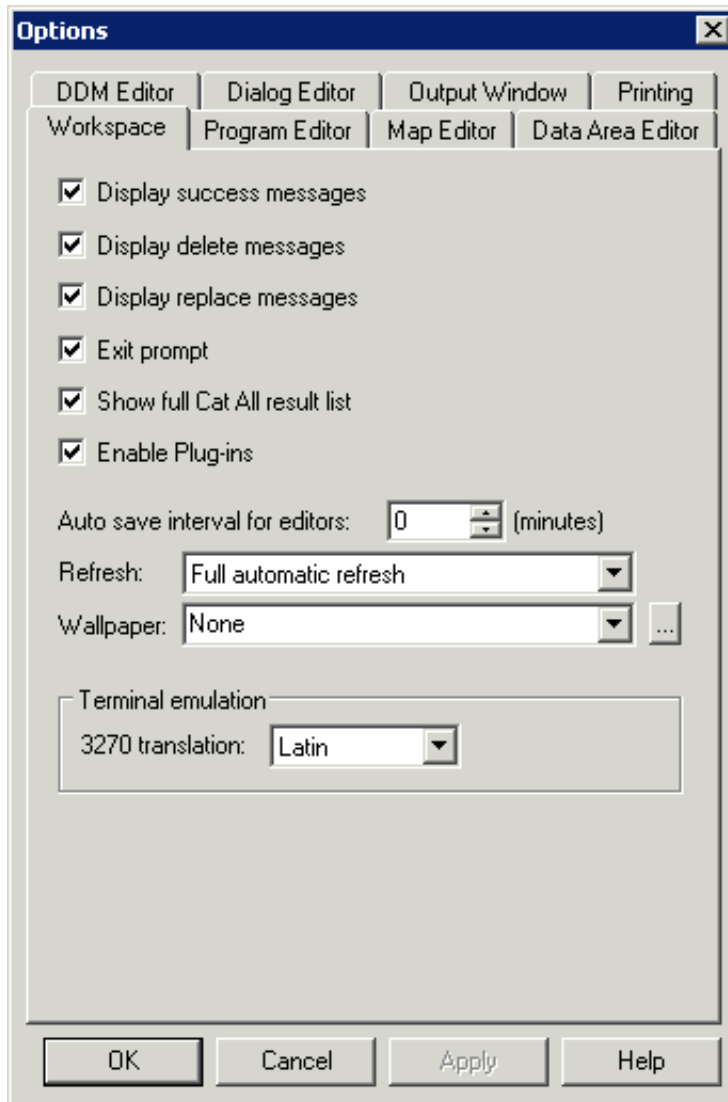 Options
DDM Editor Dialog Editor Output Window Printing
Workspace Program Editor Map Editor Data Area Editor
Display success messages
Display delete messages
Display replace messages
Exit prompt
Show full Cat All result list
Enable Plug-ins
Auto save interval for editors: 0 (minutes)
Refresh: Full automatic refresh
Wallpaper: None ...
Terminal emulation
3270 translation: Latin
OK Cancel Apply Help